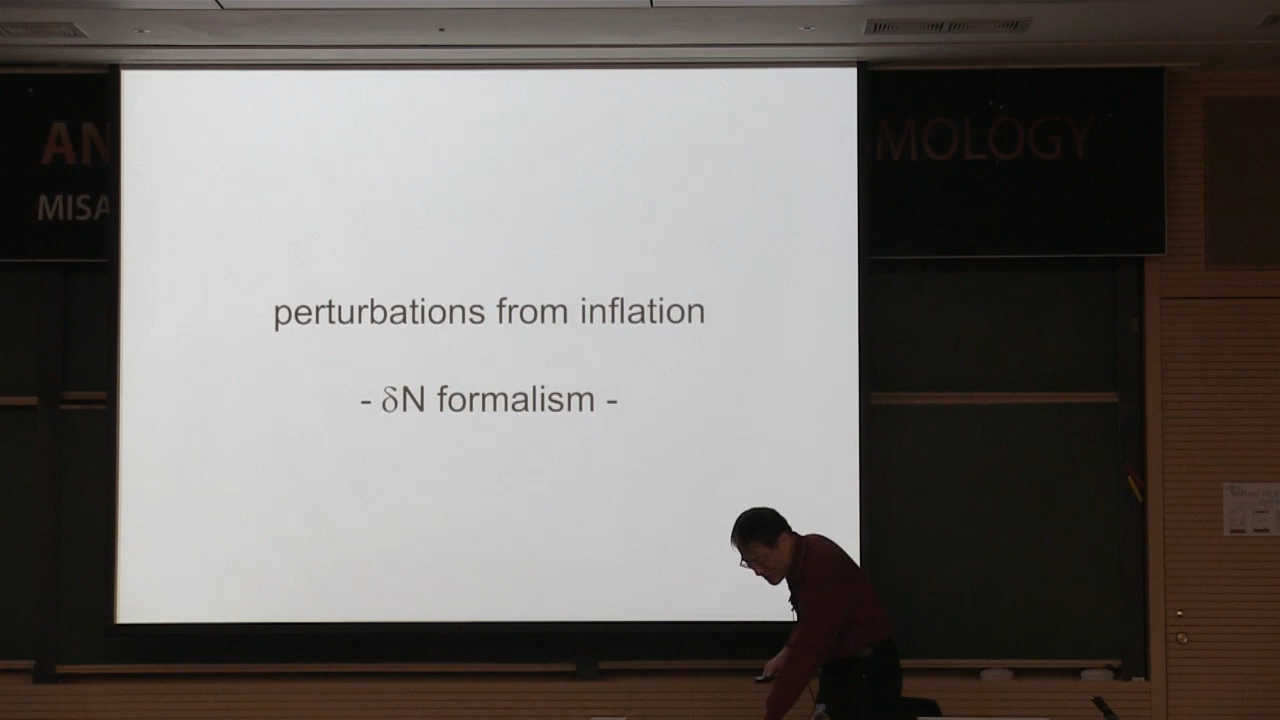 AN
MOLOGY
MISA
perturbations from inflation
- δN formalism -